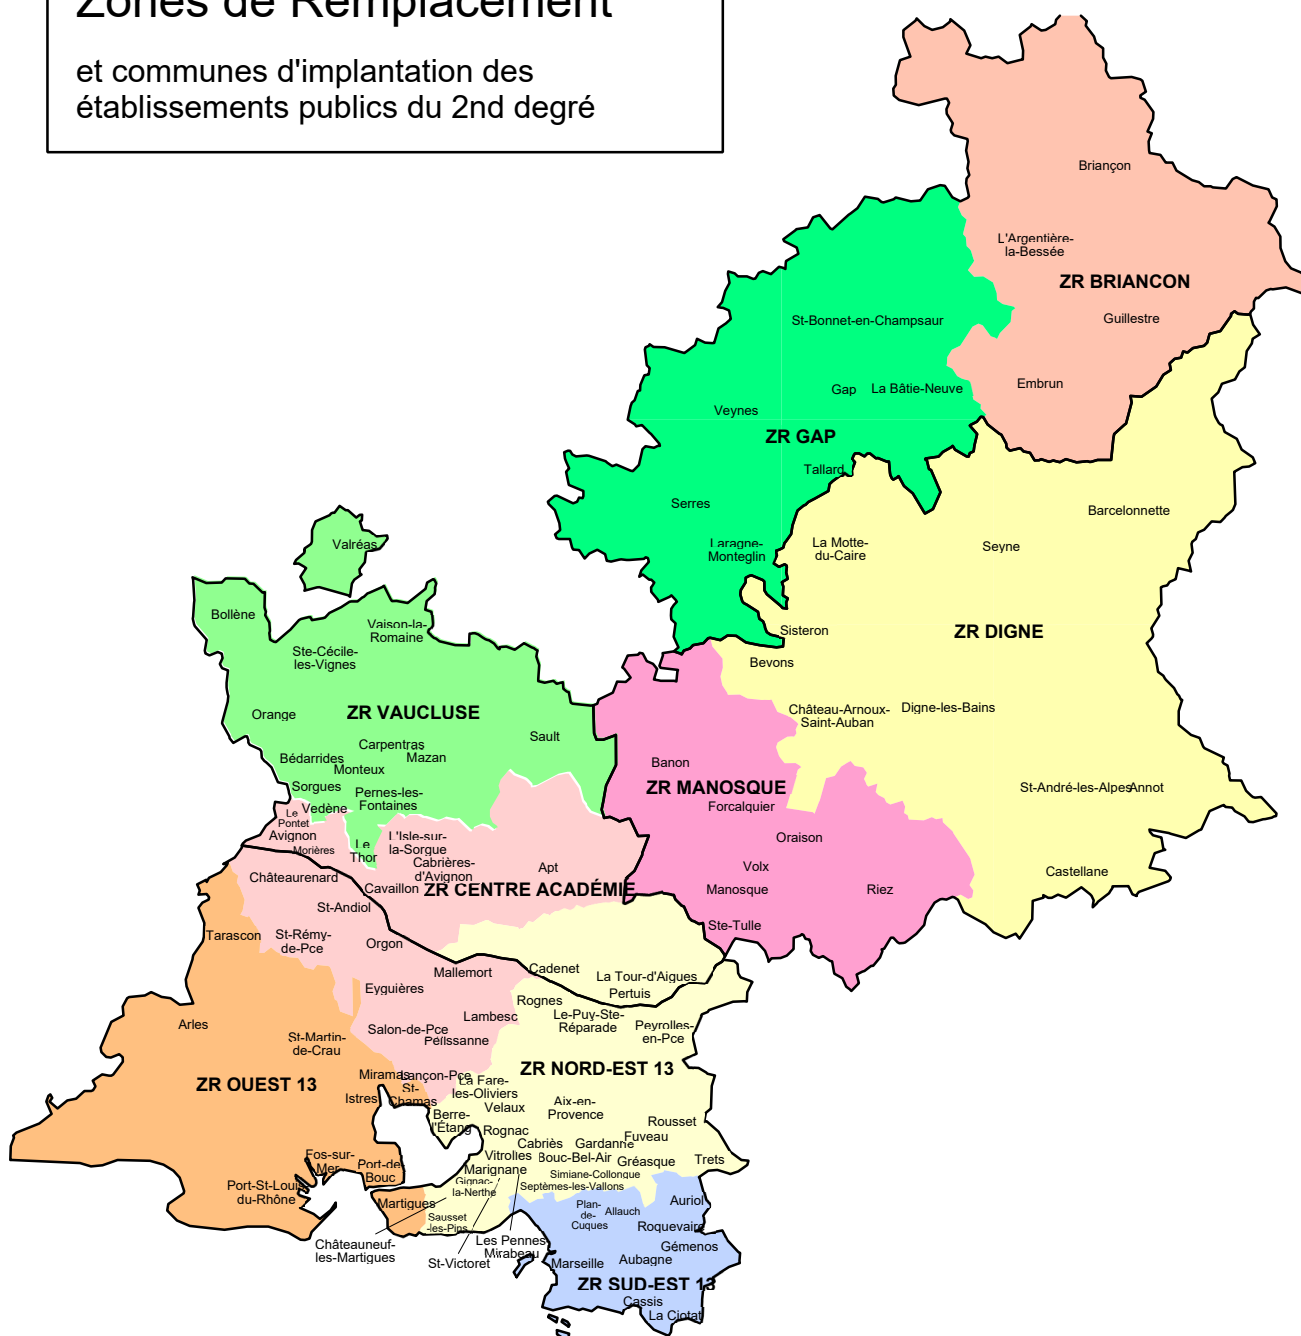 Zones de Remplacement
et communes d'implantation des
établissements publics du 2nd degré
Briançon
L'Argentière-
la-Bessée
ZR BRIANCON
Guillestre
Embrun
St-Bonnet-en-Champsaur
Gap
La Bâtie-Neuve
Veynes
ZR GAP
Tallard
Serres
Laragne-
Monteglin
Barcelonnette
La Motte-
du-Caire
Seyne
Sisteron
ZR DIGNE
Bevons
Château-Arnoux-
Saint-Auban
Digne-les-Bains
St-André-les-Alpes
Annot
Castellane
Valréas
Bollène
Vaison-la-
Romaine
Ste-Cécile-
les-Vignes
Orange
ZR VAUCLUSE
Sault
Carpentras
Mazan
Bédarrides
Monteux
Sorgues
Pernes-les-
Fontaines
Vedène
Le
Thor
Banon
ZR MANOSQUE
Forcalquier
Oraison
Volx
Manosque
Riez
Ste-Tulle
Le
Pontet
Avignon
Morières
L'Isle-sur-
la-Sorgue
Cabrières-
d'Avignon
Apt
Cavaillon
ZR CENTRE ACADÉMIE
Châteaurenard
St-Andiol
St-Rémy-
de-Pce
Orgon
Mallemort
Eyguières
Lambesc
Salon-de-Pce
Pélissanne
Lançon-Pce
Tarascon
Arles
St-Martin-
de-Crau
ZR OUEST 13
Miramas
St-
Chamas
Istres
Fos-sur-
Mer
Port-de-
Bouc
Port-St-Louis
du-Rhône
Martigues
Cadenet
La Tour-d'Aigues
Pertuis
Rognes
Le-Puy-Ste-
Réparade
Peyrolles-
en-Pce
ZR NORD-EST 13
La Fare-
les-Oliviers
Velaux
Berre-
l'Étang
Aix-en-
Provence
Rousset
Rognac
Cabriès
Gardanne
Fuveau
Vitrolles
Bouc-Bel-Air
Gréasque
Trets
Marignane
Simiane-Collongue
Gignac-
la-Nerthe
Septèmes-les-Vallons
Sausset
-les-Pins
Châteauneuf-
les-Martigues
St-Victoret
Les Pennes
Mirabeau
Plan-
de-
Cuques
Allauch
Auriol
Roquevaire
Gémenos
Aubagne
Marseille
ZR SUD-EST 13
Cassis
La Ciotat